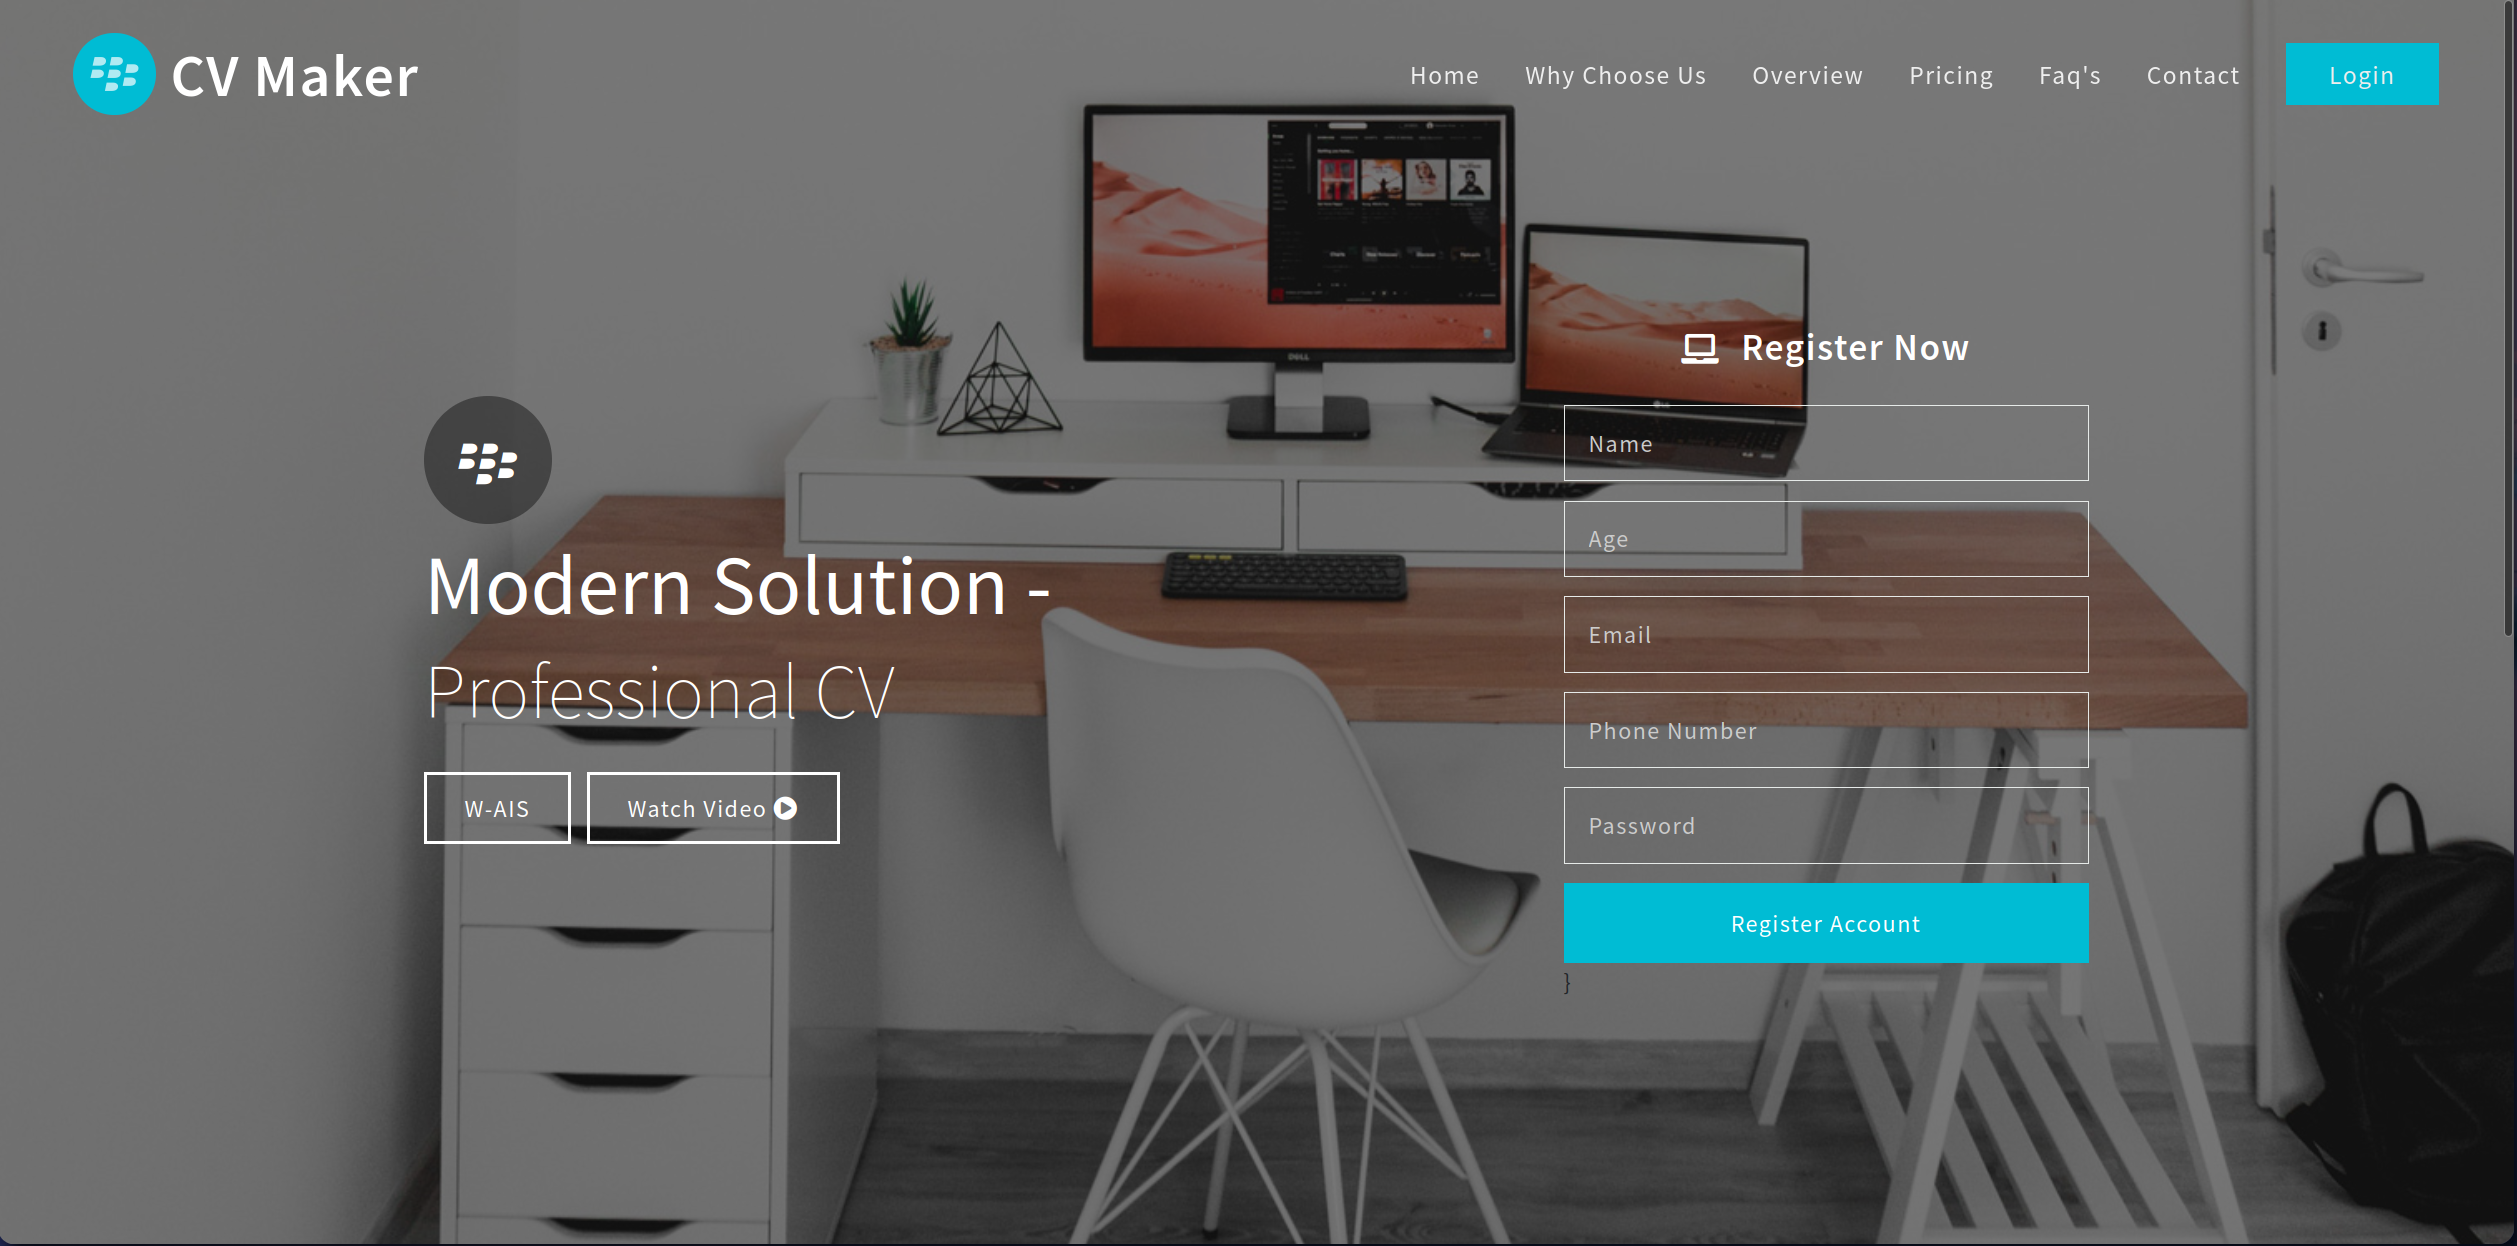 CV Maker
Home Why Choose Us Overview Pricing Faq's Contact Login
DELL
Register Now
Name
Age
Email
Phone Number
Password
Register Account
}
Modern Solution -
Professional CV
W-AIS Watch Video